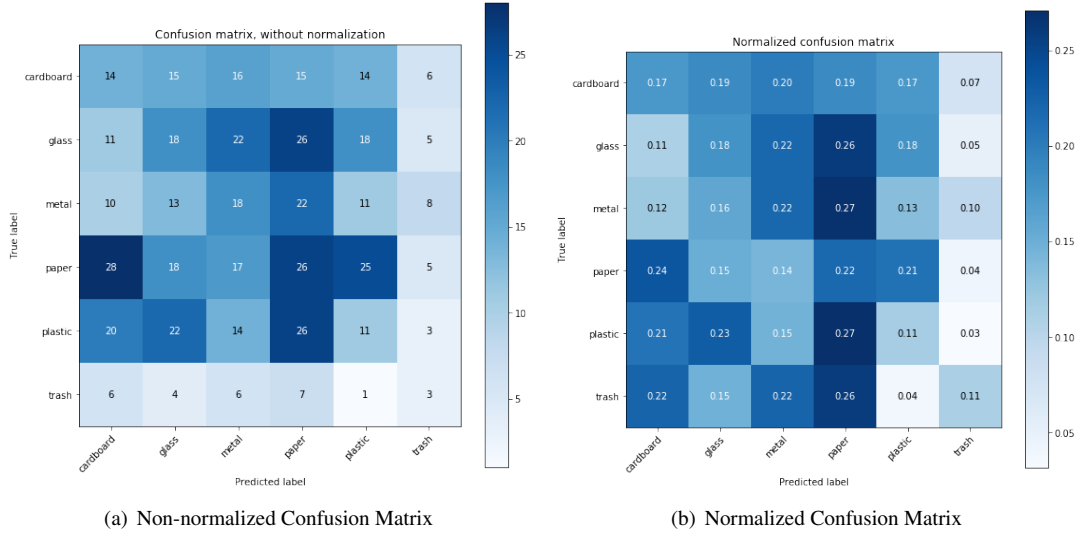 Confusion matrix, without normalization
cardboard 14 15 16 15 14 6
glass 11 18 22 26 18 5
metal 10 13 18 22 11 8
paper 28 18 17 26 25 5
plastic 20 22 14 26 11 3
trash 6 4 6 7 1 3
True label
cardboard glass metal paper plastic trash
Predicted label
25
20
15
10
5
(a) Non-normalized Confusion Matrix
Normalized confusion matrix
cardboard 0.17 0.19 0.20 0.19 0.17 0.07
glass 0.11 0.18 0.22 0.26 0.18 0.05
metal 0.12 0.16 0.22 0.27 0.13 0.10
paper 0.24 0.15 0.14 0.22 0.21 0.04
plastic 0.21 0.23 0.15 0.27 0.11 0.03
trash 0.22 0.15 0.22 0.26 0.04 0.11
True label
cardboard glass metal paper plastic trash
Predicted label
0.25
0.20
0.15
0.10
0.05
(b) Normalized Confusion Matrix